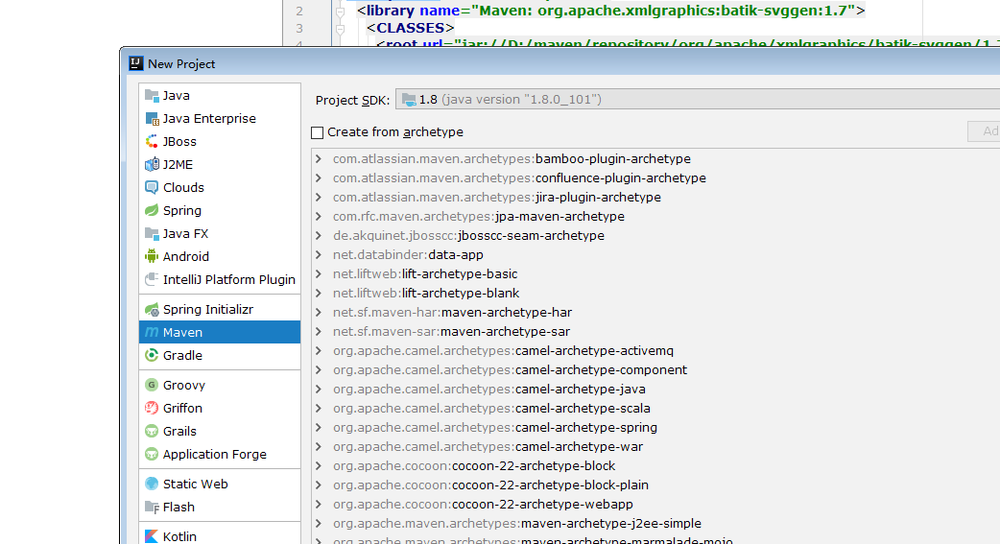 2 <library name="Maven: org.apache.xmlgraphics:batik-svggen:1.7">
3 <CLASSES>
4 <root url="jar://D:/maven/repository/org/apache/xmlgraphics/batik-svggen/1.7
New Project
Java
Java Enterprise
JBoss
J2ME
Clouds
Spring
Java FX
Android
IntelliJ Platform Plugin
Spring Initializr
Maven
Gradle
Groovy
Griffon
Grails
Application Forge
Static Web
Flash
Kotlin
Project SDK: 1.8 (java version "1.8.0_101")
Create from archetype
Ad
com.atlassian.maven.archetypes:bamboo-plugin-archetype
com.atlassian.maven.archetypes:confluence-plugin-archetype
com.atlassian.maven.archetypes:jira-plugin-archetype
com.rfc.maven.archetypes:jpa-maven-archetype
de.akquinet.jbosscc:jbosscc-seam-archetype
net.databinder:data-app
net.liftweb:lift-archetype-basic
net.liftweb:lift-archetype-blank
net.sf.maven-har:maven-archetype-har
net.sf.maven-sar:maven-archetype-sar
org.apache.camel.archetypes:camel-archetype-activemq
org.apache.camel.archetypes:camel-archetype-component
org.apache.camel.archetypes:camel-archetype-java
org.apache.camel.archetypes:camel-archetype-scala
org.apache.camel.archetypes:camel-archetype-spring
org.apache.camel.archetypes:camel-archetype-war
org.apache.cocoon:cocoon-22-archetype-block
org.apache.cocoon:cocoon-22-archetype-block-plain
org.apache.cocoon:cocoon-22-archetype-webapp
org.apache.maven.archetypes:maven-archetype-j2ee-simple
org.apache.maven.archetypes:maven-archetype-marmalade-mojo